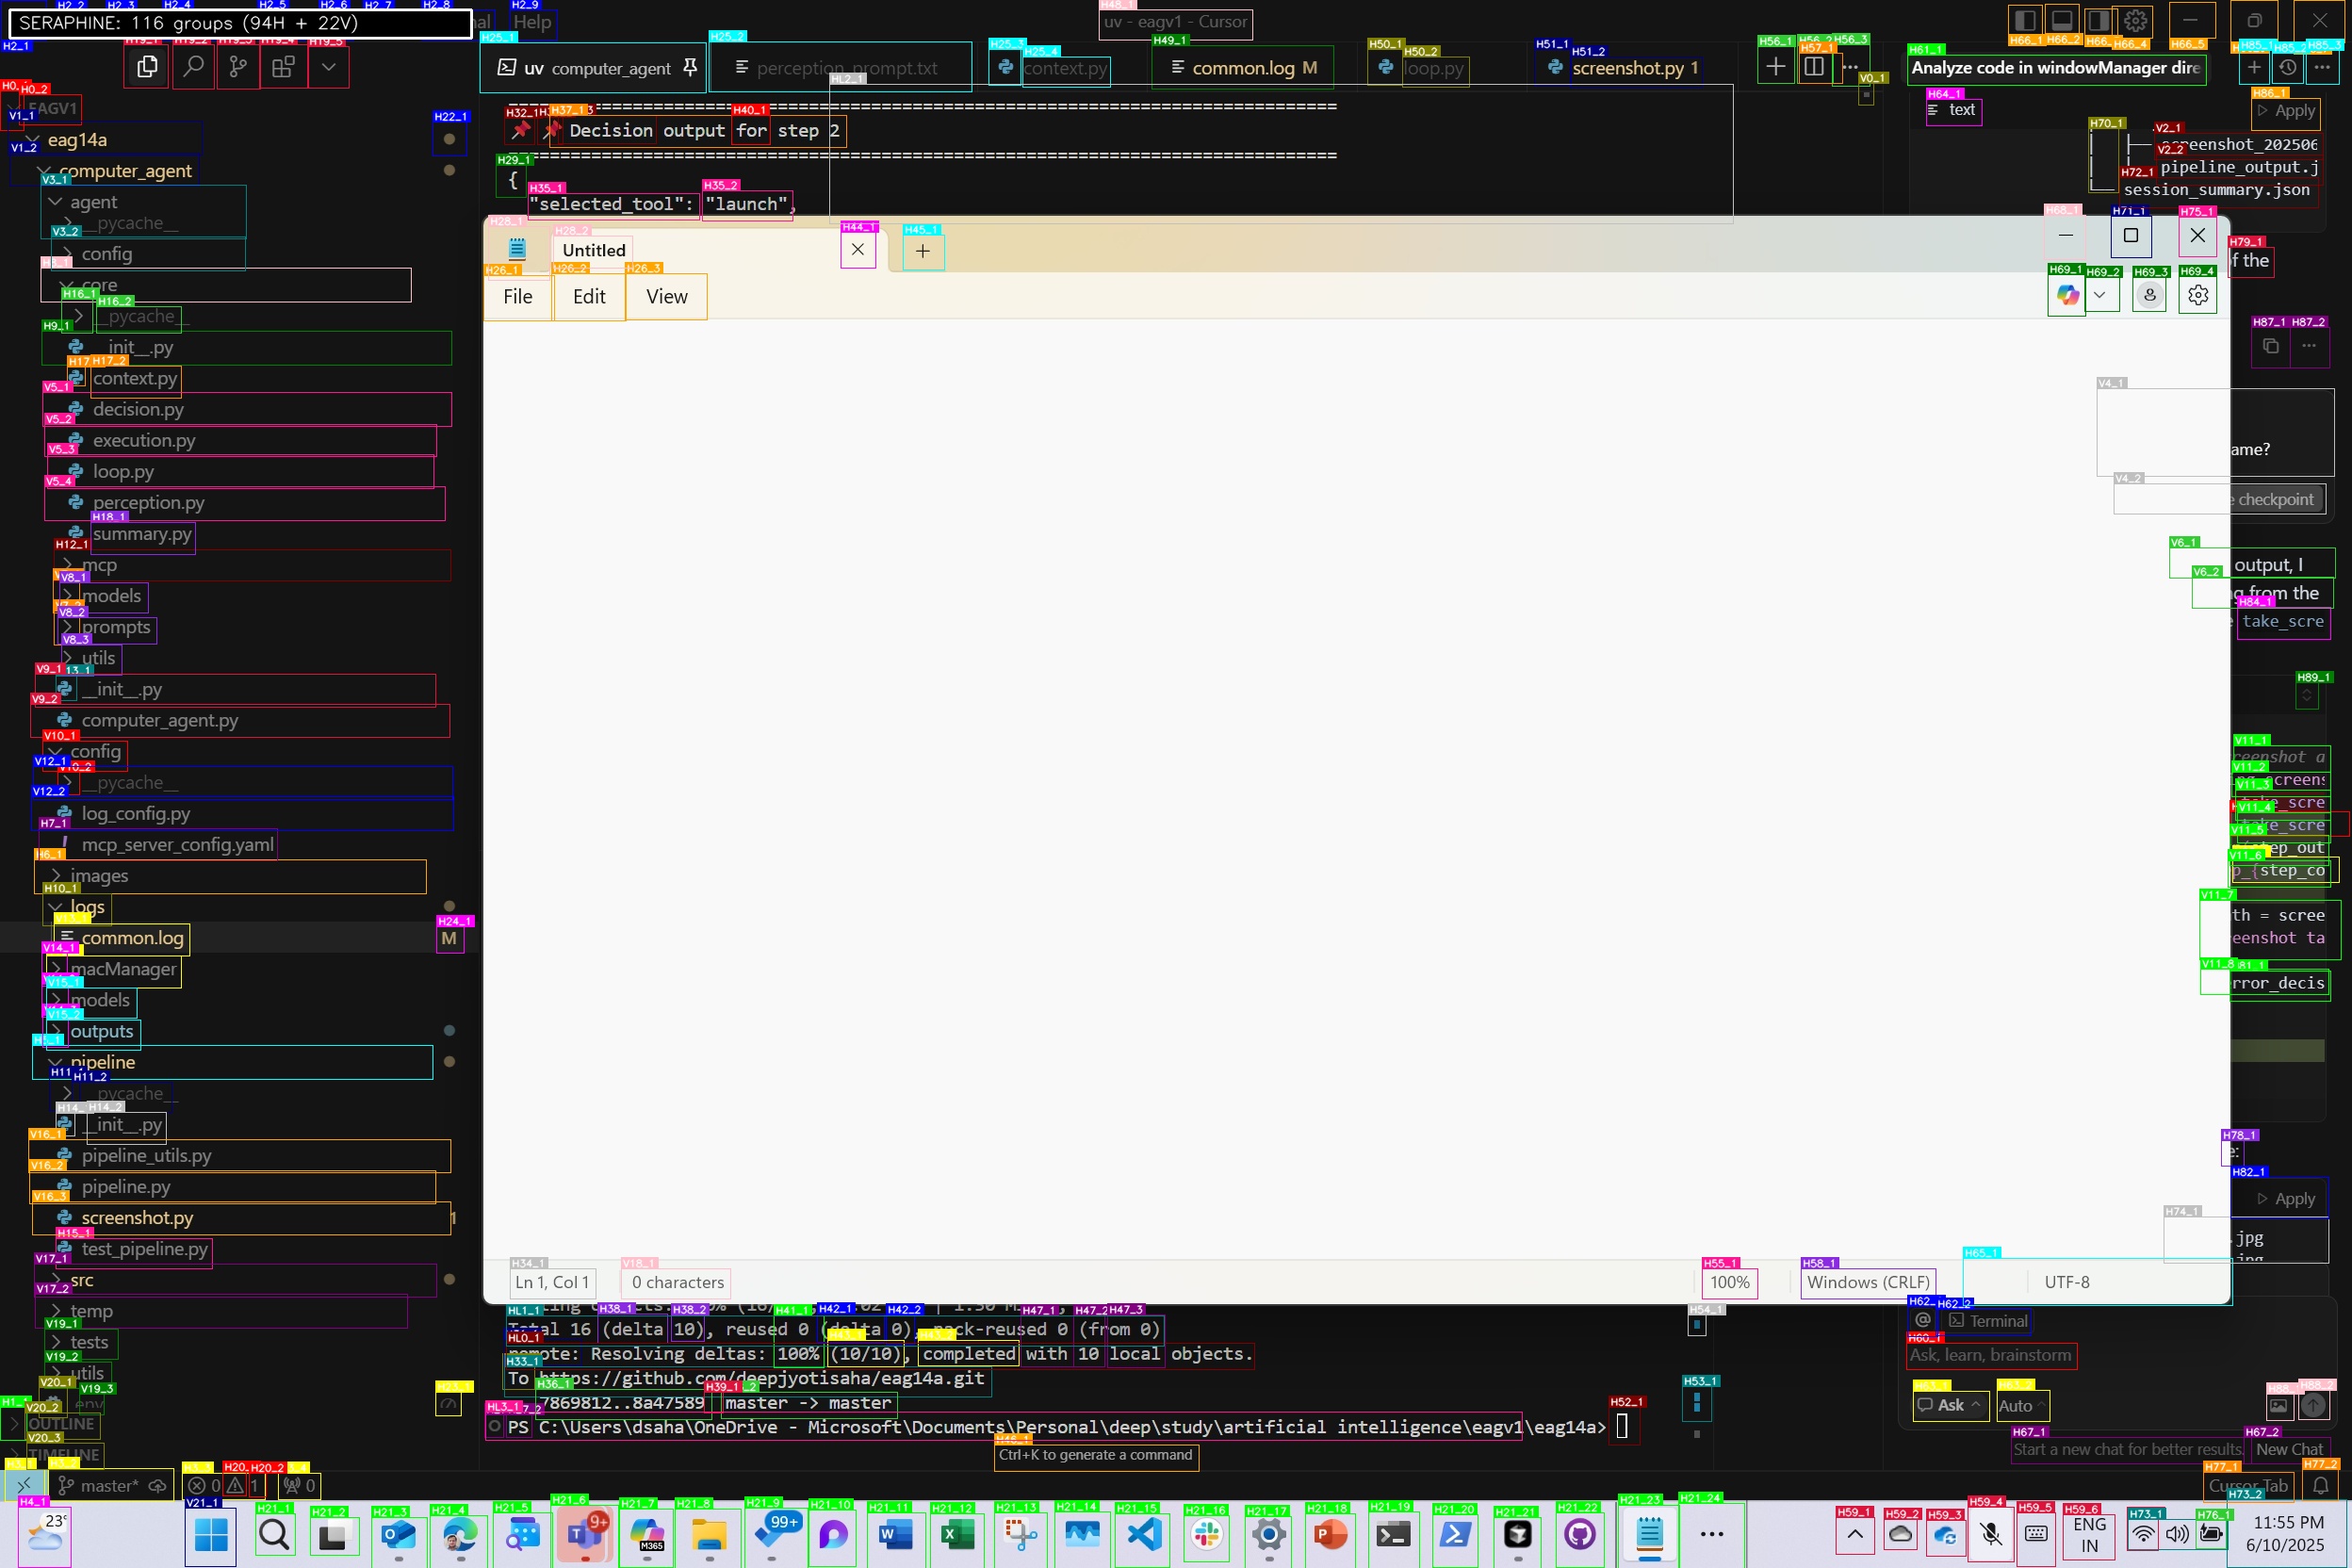 SERAPHINE: 116 groups (94H + 22V)
Help
uv - eagv1 - Cursor
uv computer_agent
perception_prompt.txt
context.py
common.log M
loop.py
screenshot.py 1
Analyze code in windowManager dire
EAGV1
eag14a
computer_agent
agent
__pycache__
config
core
__pycache__
__init__.py
context.py
decision.py
execution.py
loop.py
perception.py
summary.py
mcp
models
prompts
utils
__init__.py
computer_agent.py
config
__pycache__
log_config.py
mcp_server_config.yaml
images
logs
common.log
M
macManager
models
outputs
pipeline
__pycache__
__init__.py
pipeline_utils.py
pipeline.py
screenshot.py
1
test_pipeline.py
src
temp
tests
utils
OUTLINE
TIMELINE
Decision output for step 2
{
"selected_tool": "launch",
Untitled
File
Edit
View
Ln 1, Col 1
0 characters
100%
Windows (CRLF)
UTF-8
Total 16 (delta 10), reused 0 (delta 0), pack-reused 0 (from 0)
remote: Resolving deltas: 100% (10/10), completed with 10 local objects.
To https://github.com/deepjyotisaha/eag14a.git
7869812..8a47589 master -> master
PS C:\Users\dsaha\OneDrive - Microsoft\Documents\Personal\deep\study\artificial intelligence\eagv1\eag14a>
Ctrl+K to generate a command
text
Apply
screenshot_202506
pipeline_output.j
session_summary.json
f the
ame?
checkpoint
output, I
g from the
take_scre
eenshot a
take_scre
take_scre
step_out
p_{step_co
th = scree
eenshot ta
rror_decis
Apply
.jpg
@
Terminal
Ask, learn, brainstorm
Ask
Auto
Start a new chat for better results.
New Chat
master*
0
1
0
Cursor Tab
23°
9+
M365
99+
ENG
IN
11:55 PM
6/10/2025